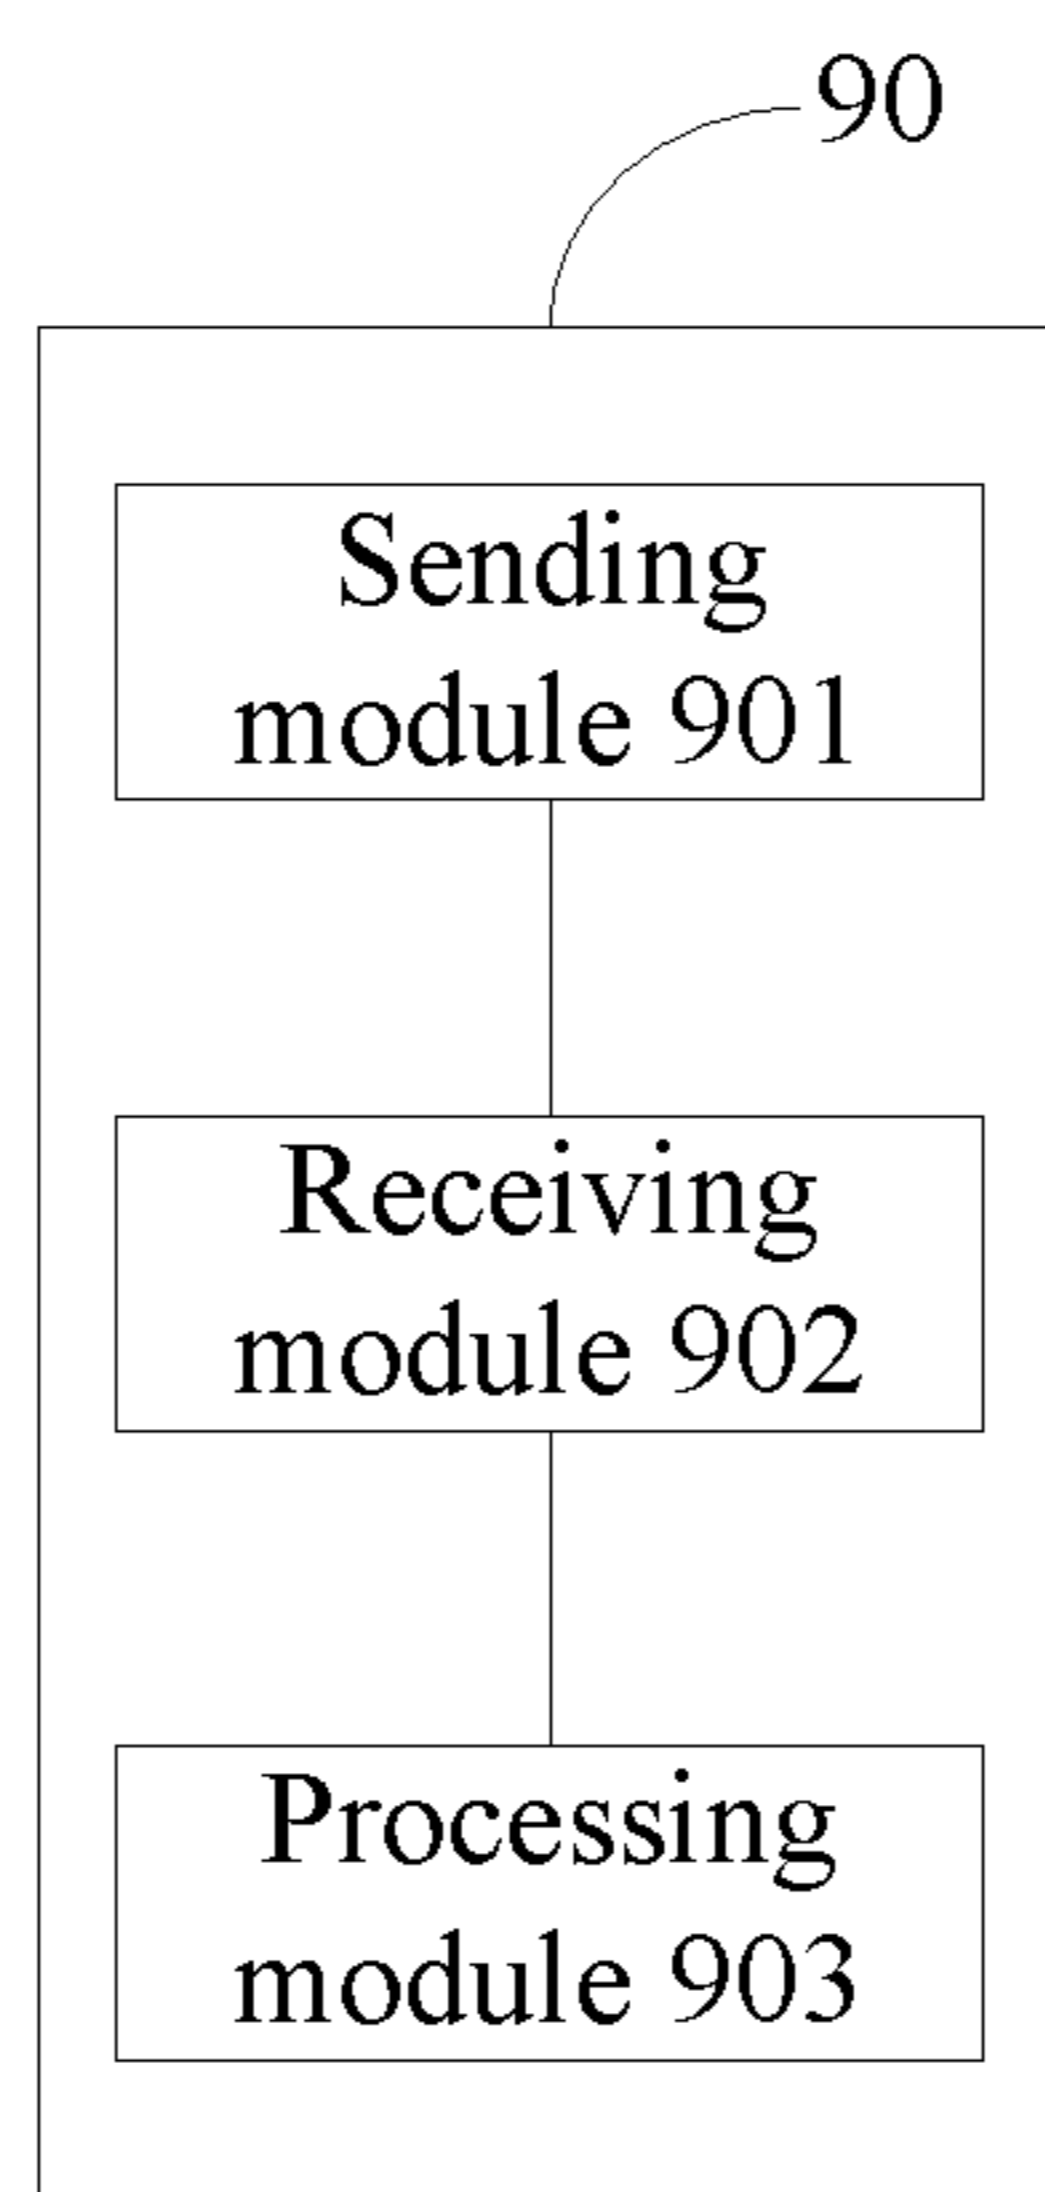 90
Sending
module 901
Receiving
module 902
Processing
module 903